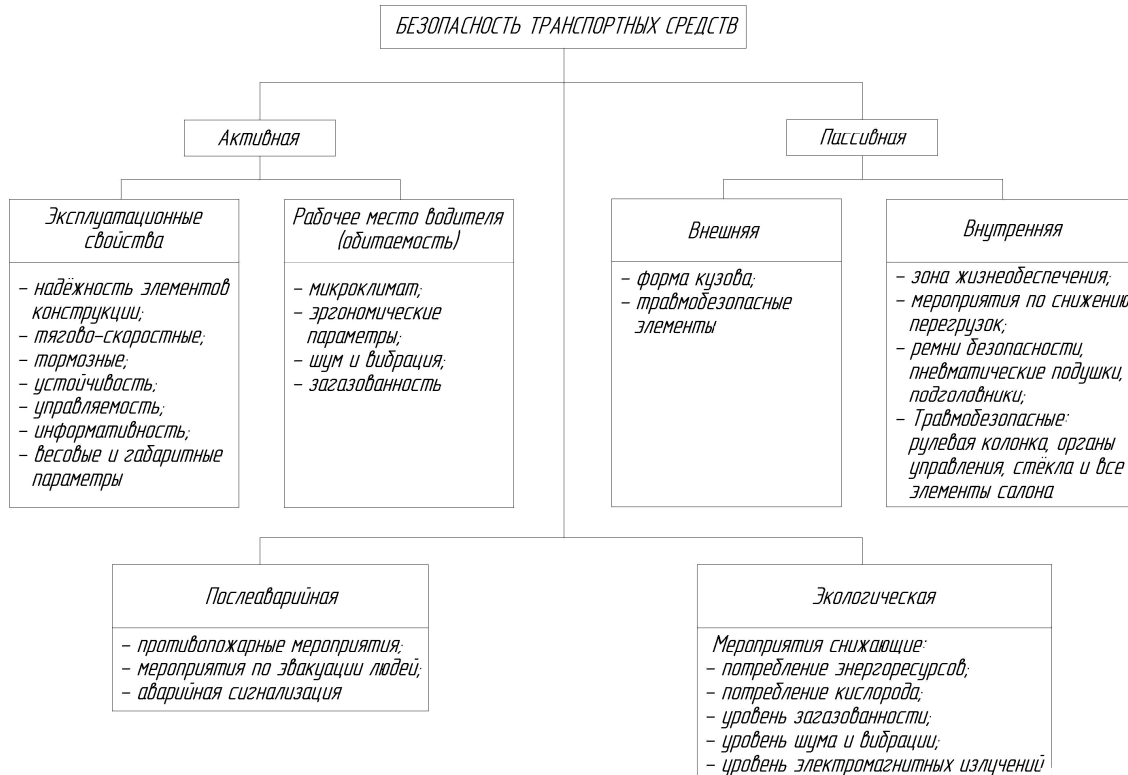 БЕЗОПАСНОСТЬ ТРАНСПОРТНЫХ СРЕДСТВ
Активная
Пассивная
Эксплуатационные
свойства
– надёжность элементов
конструкции;
– тягово-скоростные;
– тормозные;
– устойчивость;
– управляемость;
– информативность;
– весовые и габаритные
параметры
Рабочее место водителя
(обитаемость)
– микроклимат;
– эргономические
параметры;
– шум и вибрация;
– загазованность
Внешняя
– форма кузова;
– травмобезопасные
элементы
Внутренняя
– зона жизнеобеспечения;
– мероприятия по снижению
перегрузок;
– ремни безопасности,
пневматические подушки,
подголовники;
– Травмобезопасные:
рулевая колонка, органы
управления, стёкла и все
элементы салона
Послеаварийная
– противопожарные мероприятия;
– мероприятия по эвакуации людей;
– аварийная сигнализация
Экологическая
Мероприятия снижающие:
– потребление энергоресурсов;
– потребление кислорода;
– уровень загазованности;
– уровень шума и вибрации;
– уровень электромагнитных излучений